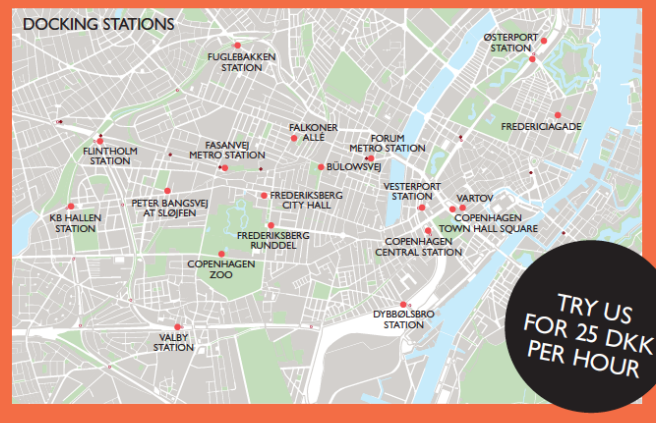 DOCKING STATIONS
ØSTERPORT
STATION
FUGLEBAKKEN
STATION
FREDERICIAGADE
FALKONER
ALLÉ
FORUM
METRO STATION
FASANVEJ
METRO STATION
FLINTHOLM
STATION
BÜLOWSVEJ
VESTERPORT
STATION
VARTOV
PETER BANGSVEJ
AT SLØJFEN
FREDERIKSBERG
CITY HALL
KB HALLEN
STATION
COPENHAGEN
TOWN HALL SQUARE
FREDERIKSBERG
RUNDDEL
COPENHAGEN
CENTRAL STATION
COPENHAGEN
ZOO
DYBBØLSBRO
STATION
VALBY
STATION
TRY US
FOR 25 DKK
PER HOUR